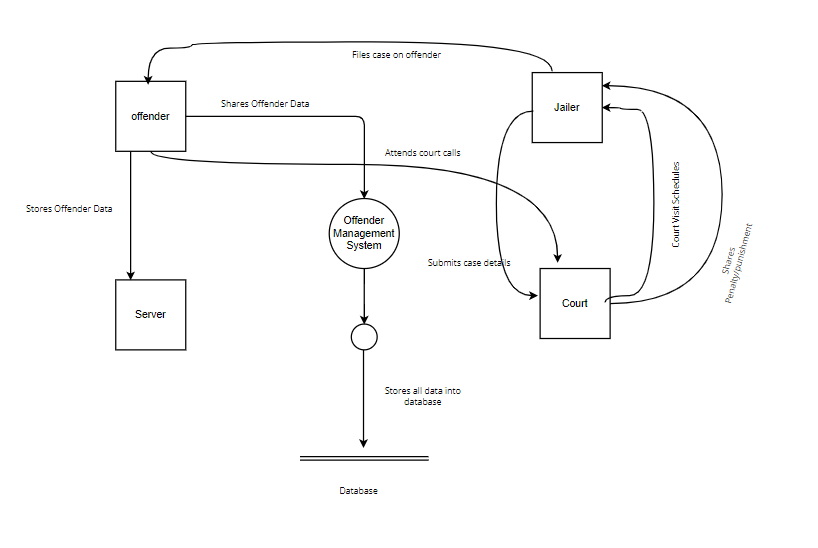 Files case on offender
offender
Shares Offender Data
Jailer
Attends court calls
Court Visit Schedules
Stores Offender Data
Offender
Management
System
Shares
Penalty/punishment
Submits case details
Server
Court
Stores all data into
database
Database